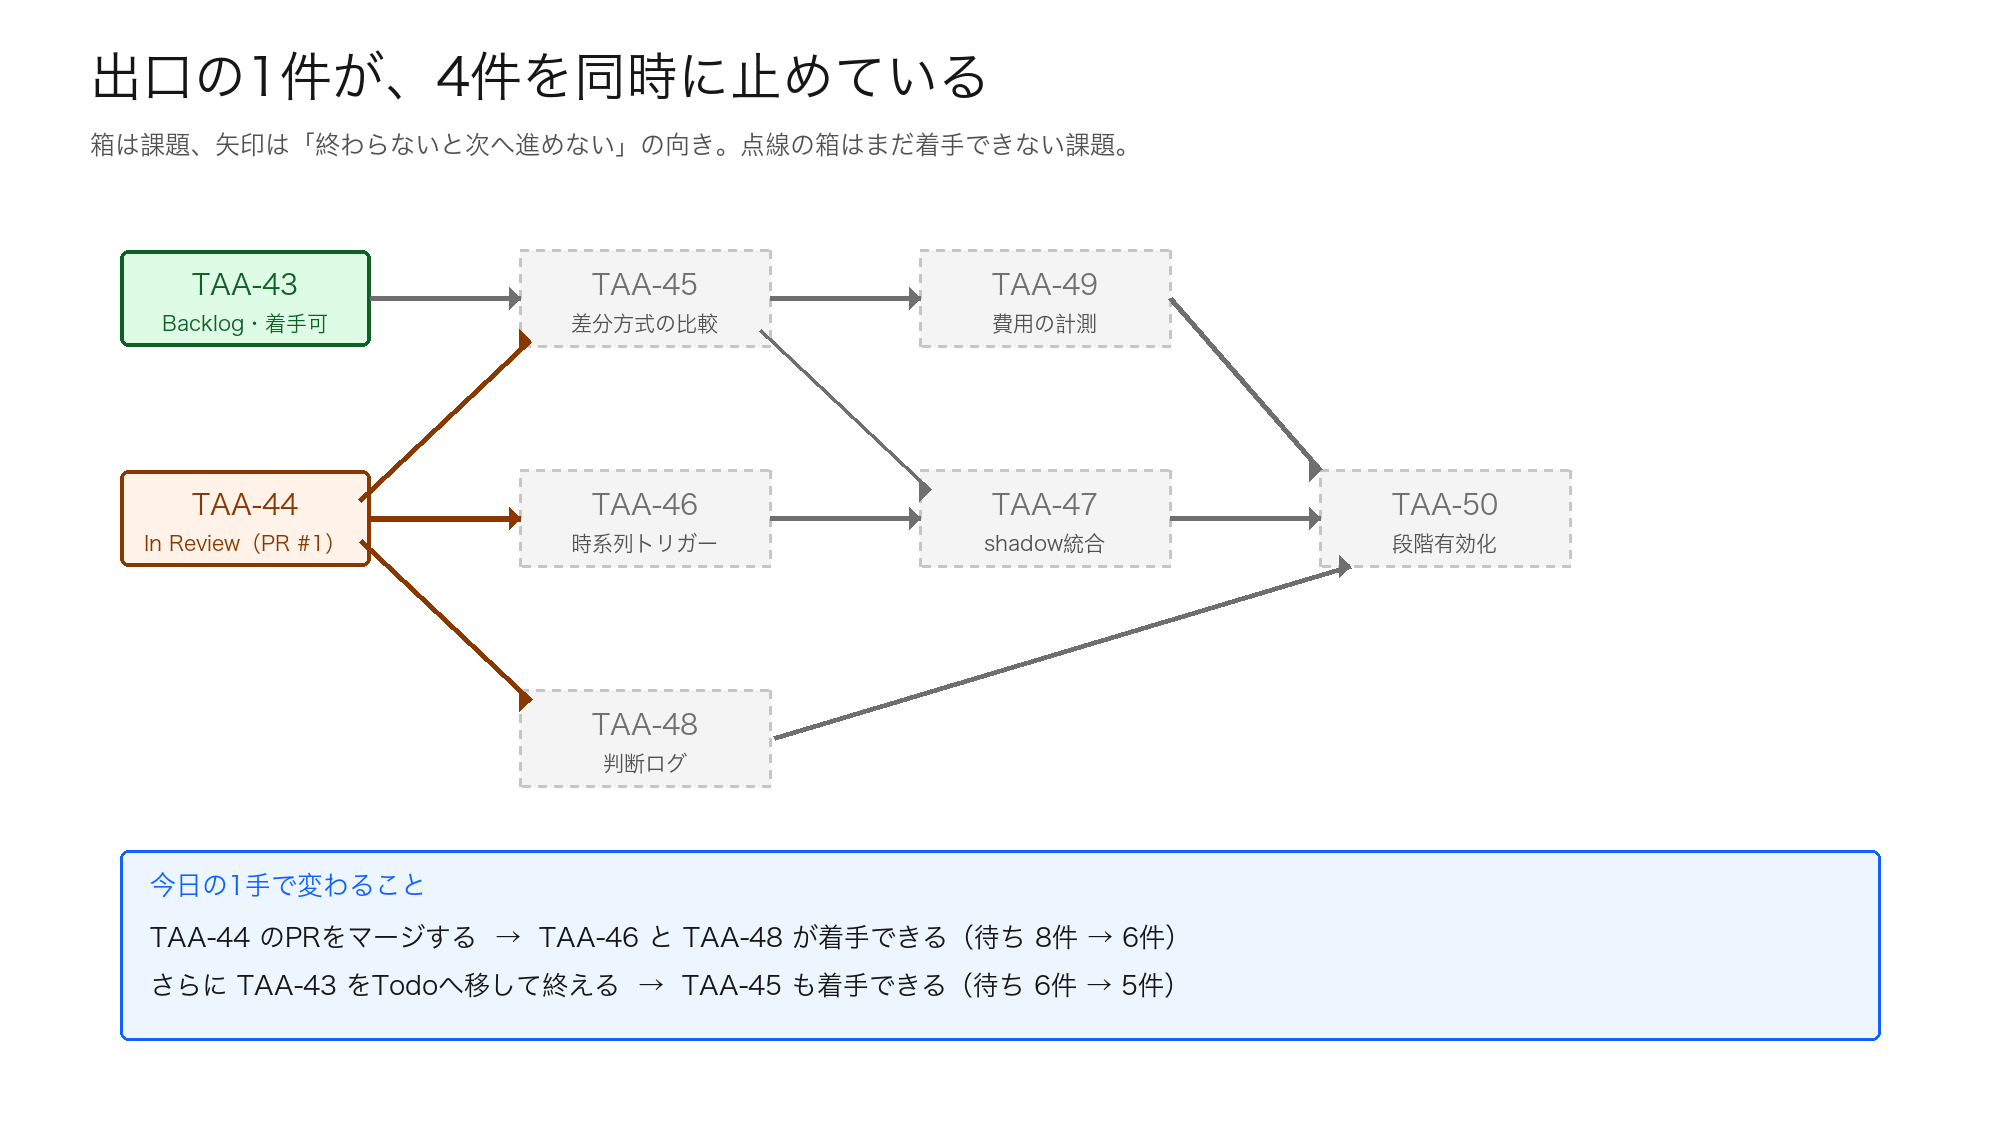 出口の1件が、4件を同時に止めている
箱は課題、矢印は「終わらないと次へ進めない」の向き。点線の箱はまだ着手できない課題。
TAA-43
Backlog・着手可
TAA-45
差分方式の比較
TAA-49
費用の計測
TAA-44
In Review（PR #1）
TAA-46
時系列トリガー
TAA-47
shadow統合
TAA-50
段階有効化
TAA-48
判断ログ
今日の1手で変わること
TAA-44 のPRをマージする → TAA-46 と TAA-48 が着手できる（待ち 8件 → 6件）
さらに TAA-43 をTodoへ移して終える → TAA-45 も着手できる（待ち 6件 → 5件）